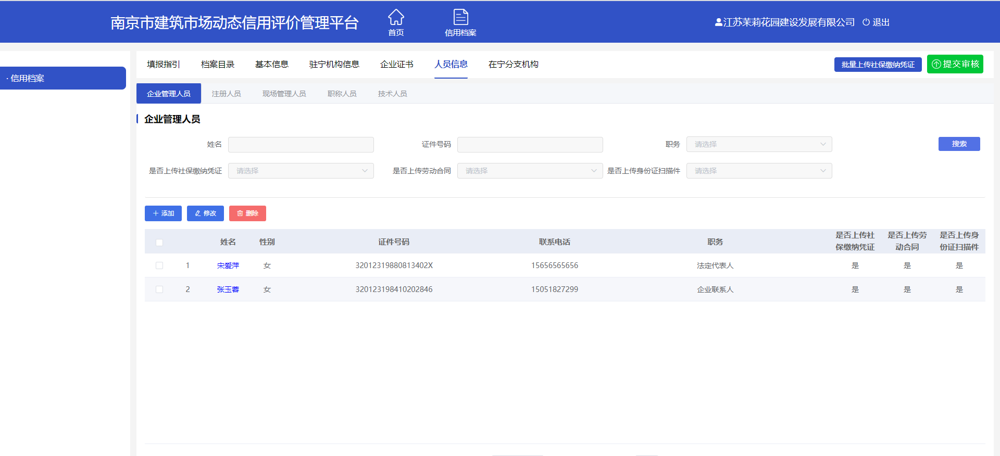 南京市建筑市场动态信用评价管理平台
首页
信用档案
江苏茉莉花园建设发展有限公司
退出
· 信用档案
填报指引 档案目录 基本信息 驻宁机构信息 企业证书 人员信息 在宁分支机构
批量上传社保缴纳凭证
提交审核
企业管理人员 注册人员 现场管理人员 职称人员 技术人员
企业管理人员
姓名 证件号码 职务 请选择 搜索
是否上传社保缴纳凭证 请选择 是否上传劳动合同 请选择 是否上传身份证扫描件 请选择
添加 修改 删除
姓名 性别 证件号码 联系电话 职务 是否上传社保缴纳凭证 是否上传劳动合同 是否上传身份证扫描件
1 宋爱萍 女 32012319880813402X 15656565656 法定代表人 是 是 是
2 张玉蓉 女 320123198410202846 15051827299 企业联系人 是 是 是